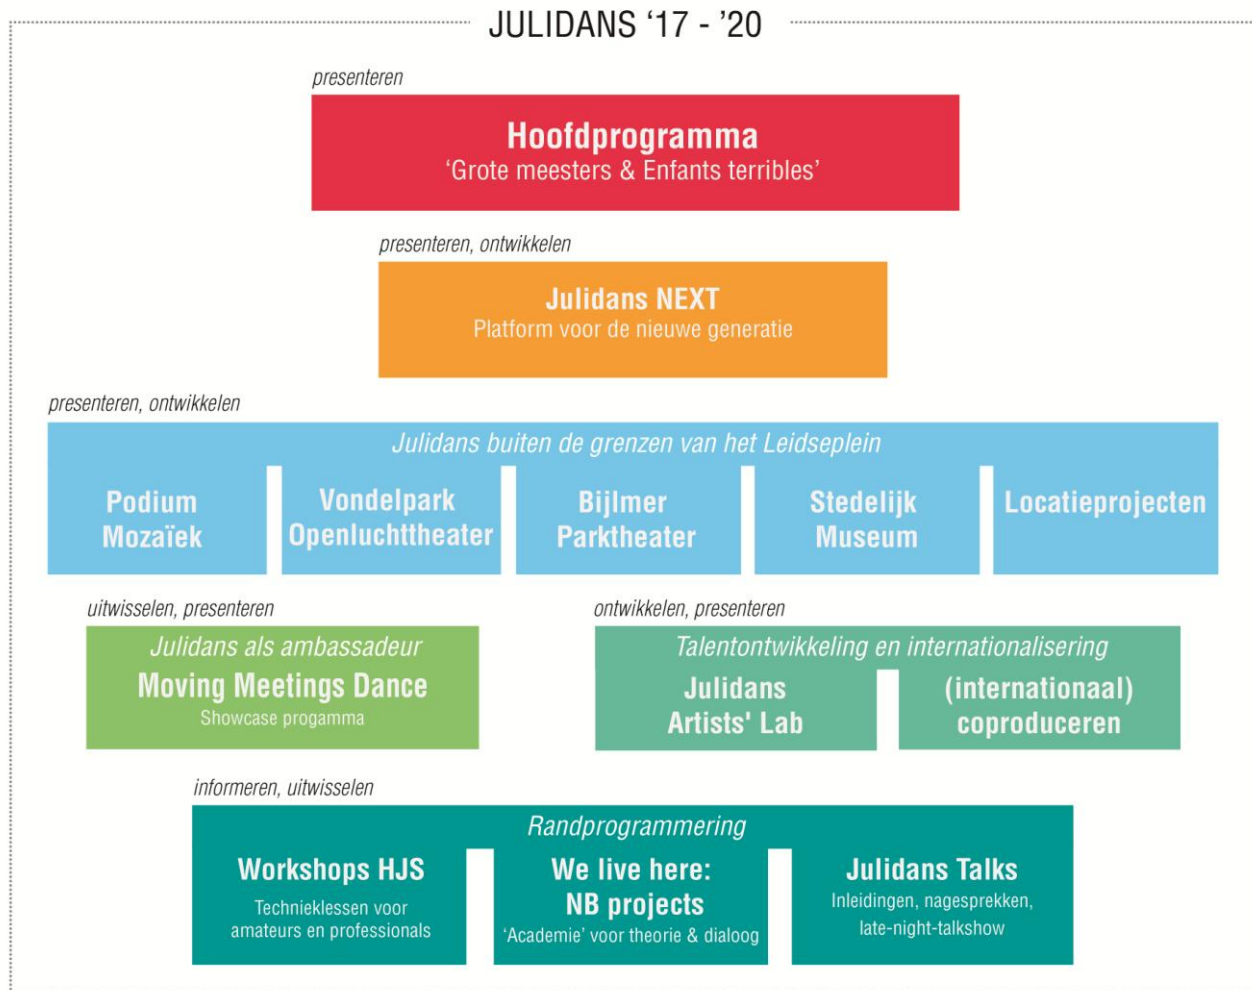 JULIDANS ‘17 - ’20
presenteren
Hoofdprogramma
‘Grote meesters & Enfants terribles’
presenteren, ontwikkelen
Julidans NEXT
Platform voor de nieuwe generatie
presenteren, ontwikkelen
Julidans buiten de grenzen van het Leidseplein
Podium
Mozaïek
Vondelpark
Openluchttheater
Bijlmer
Parktheater
Stedelijk
Museum
Locatieprojecten
uitwisselen, presenteren
Julidans als ambassadeur
Moving Meetings Dance
Showcase progamma
ontwikkelen, presenteren
Talentontwikkeling en internationalisering
Julidans
Artists' Lab
(internationaal)
coproduceren
informeren, uitwisselen
Randprogrammering
Workshops HJS
Technieklessen voor
amateurs en professionals
We live here:
NB projects
‘Academie’ voor theorie & dialoog
Julidans Talks
Inleidingen, nagesprekken,
late-night-talkshow